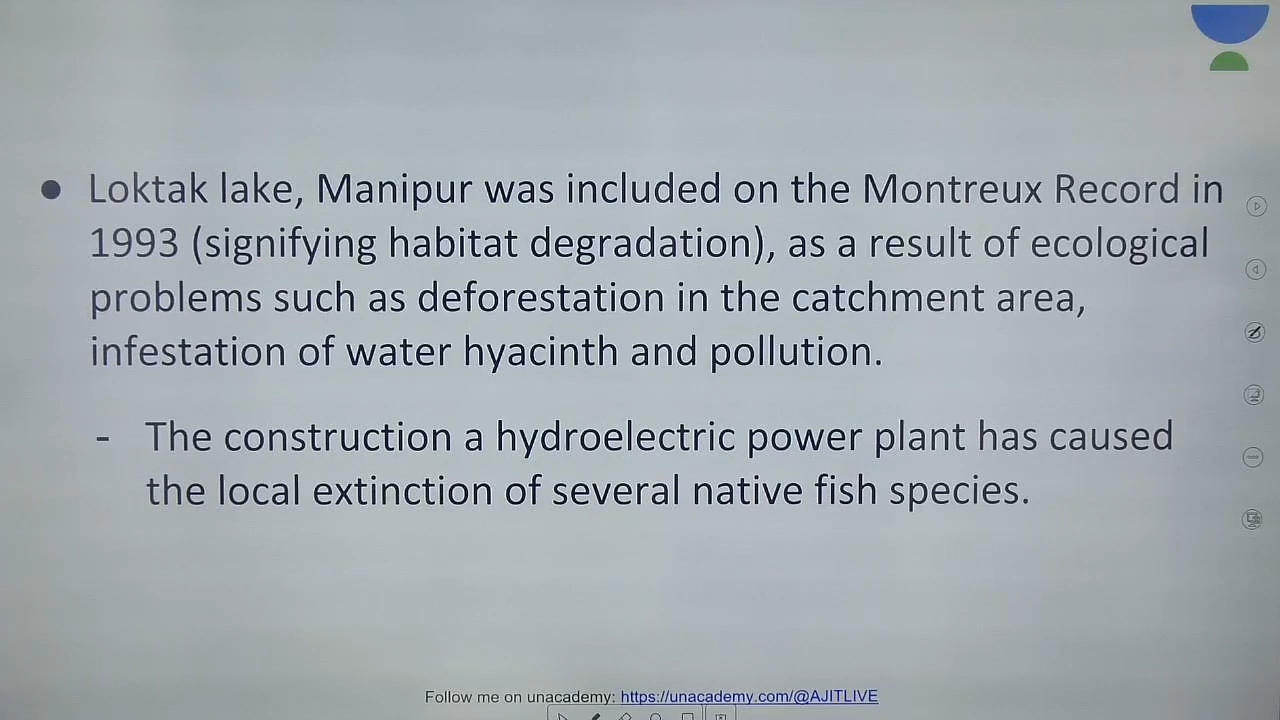 ● Loktak lake, Manipur was included on the Montreux Record in
1993 (signifying habitat degradation), as a result of ecological
problems such as deforestation in the catchment area,
infestation of water hyacinth and pollution.
- The construction a hydroelectric power plant has caused
the local extinction of several native fish species.
Follow me on unacademy: https://unacademy.com/@AJITLIVE